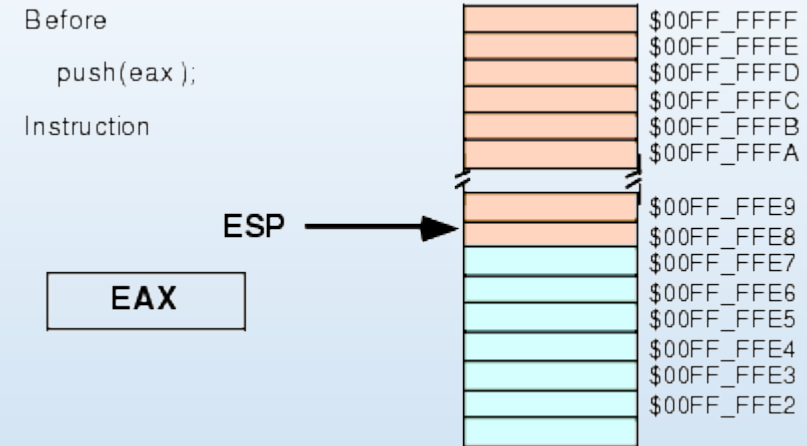 Before
push(eax );
Instruction
ESP
EAX
$00FF_FFFF
$00FF_FFFE
$00FF_FFFD
$00FF_FFFC
$00FF_FFFB
$00FF_FFFA
$00FF_FFE9
$00FF_FFE8
$00FF_FFE7
$00FF_FFE6
$00FF_FFE5
$00FF_FFE4
$00FF_FFE3
$00FF_FFE2